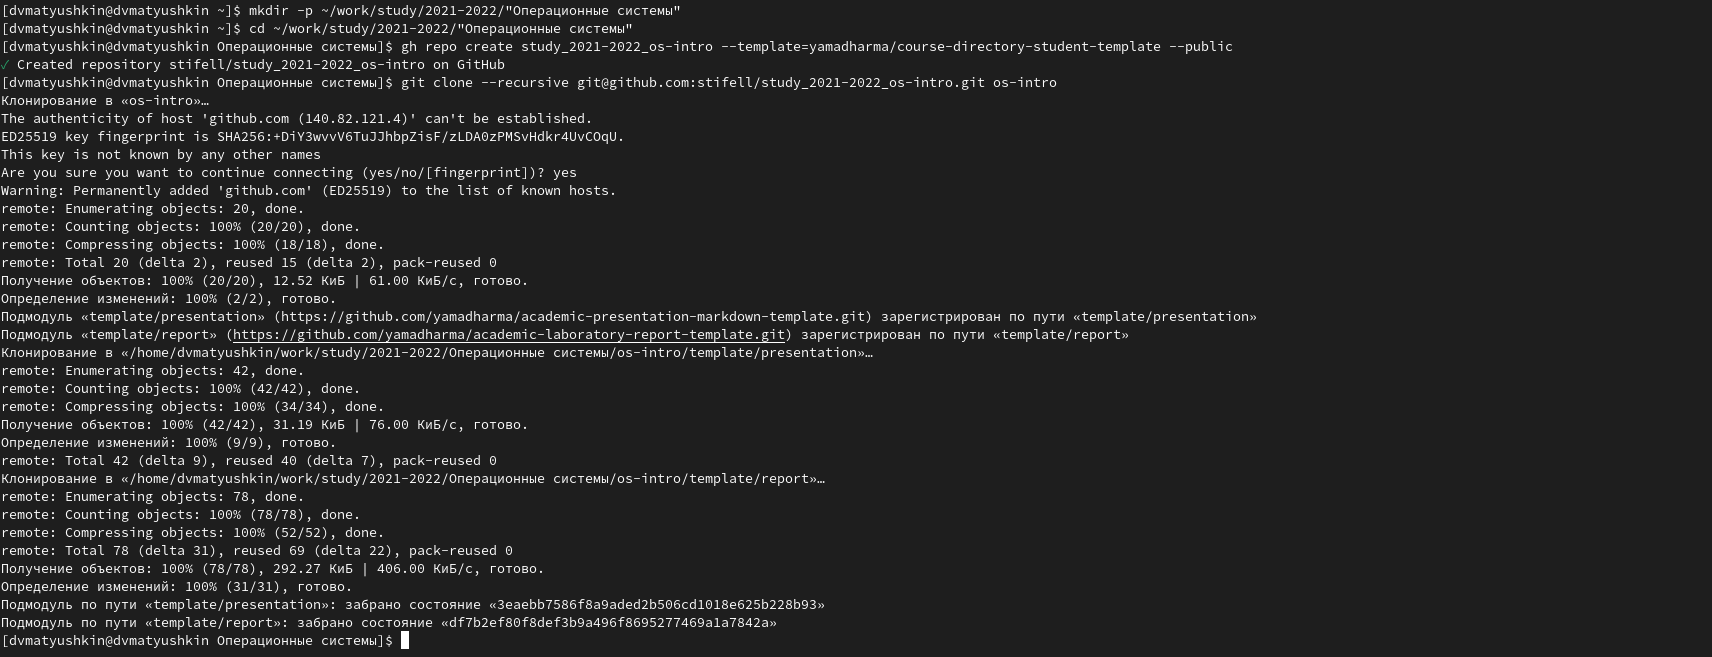 [dvmatyushkin@dvmatyushkin ~]$ mkdir -p ~/work/study/2021-2022/"Операционные системы"
[dvmatyushkin@dvmatyushkin ~]$ cd ~/work/study/2021-2022/"Операционные системы"
[dvmatyushkin@dvmatyushkin Операционные системы]$ gh repo create study_2021-2022_os-intro --template=yamadharma/course-directory-student-template --public
✓ Created repository stifell/study_2021-2022_os-intro on GitHub
[dvmatyushkin@dvmatyushkin Операционные системы]$ git clone --recursive git@github.com:stifell/study_2021-2022_os-intro.git os-intro
Клонирование в «os-intro»…
The authenticity of host 'github.com (140.82.121.4)' can't be established.
ED25519 key fingerprint is SHA256:+DiY3wvvV6TuJJhbpZisF/zLDA0zPMSvHdkr4UvCOqU.
This key is not known by any other names
Are you sure you want to continue connecting (yes/no/[fingerprint])? yes
Warning: Permanently added 'github.com' (ED25519) to the list of known hosts.
remote: Enumerating objects: 20, done.
remote: Counting objects: 100% (20/20), done.
remote: Compressing objects: 100% (18/18), done.
remote: Total 20 (delta 2), reused 15 (delta 2), pack-reused 0
Получение объектов: 100% (20/20), 12.52 КиБ | 61.00 КиБ/с, готово.
Определение изменений: 100% (2/2), готово.
Подмодуль «template/presentation» (https://github.com/yamadharma/academic-presentation-markdown-template.git) зарегистрирован по пути «template/presentation»
Подмодуль «template/report» (https://github.com/yamadharma/academic-laboratory-report-template.git) зарегистрирован по пути «template/report»
Клонирование в «/home/dvmatyushkin/work/study/2021-2022/Операционные системы/os-intro/template/presentation»…
remote: Enumerating objects: 42, done.
remote: Counting objects: 100% (42/42), done.
remote: Compressing objects: 100% (34/34), done.
Получение объектов: 100% (42/42), 31.19 КиБ | 76.00 КиБ/с, готово.
Определение изменений: 100% (9/9), готово.
remote: Total 42 (delta 9), reused 40 (delta 7), pack-reused 0
Клонирование в «/home/dvmatyushkin/work/study/2021-2022/Операционные системы/os-intro/template/report»…
remote: Enumerating objects: 78, done.
remote: Counting objects: 100% (78/78), done.
remote: Compressing objects: 100% (52/52), done.
remote: Total 78 (delta 31), reused 69 (delta 22), pack-reused 0
Получение объектов: 100% (78/78), 292.27 КиБ | 406.00 КиБ/с, готово.
Определение изменений: 100% (31/31), готово.
Подмодуль по пути «template/presentation»: забрано состояние «3eaebb7586f8a9aded2b506cd1018e625b228b93»
Подмодуль по пути «template/report»: забрано состояние «df7b2ef80f8def3b9a496f8695277469a1a7842a»
[dvmatyushkin@dvmatyushkin Операционные системы]$